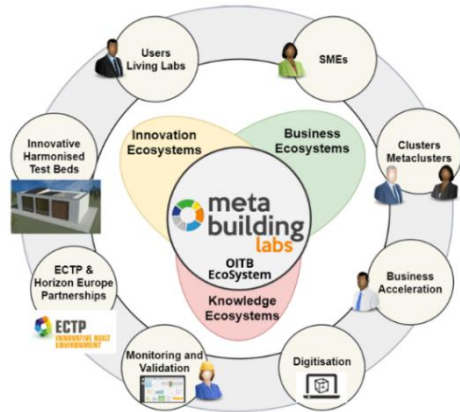 Users
Living Labs
SMEs
Innovative
Harmonised
Test Beds
Innovation
Ecosystems
Business
Ecosystems
Clusters
Metaclusters
meta
building
labs
OITB
EcoSystem
Knowledge
Ecosystems
ECTP &
Horizon Europe
Partnerships
ECTP
INNOVATIVE BUILT
ENVIRONMENT
Business
Acceleration
Monitoring and
Validation
Digitisation